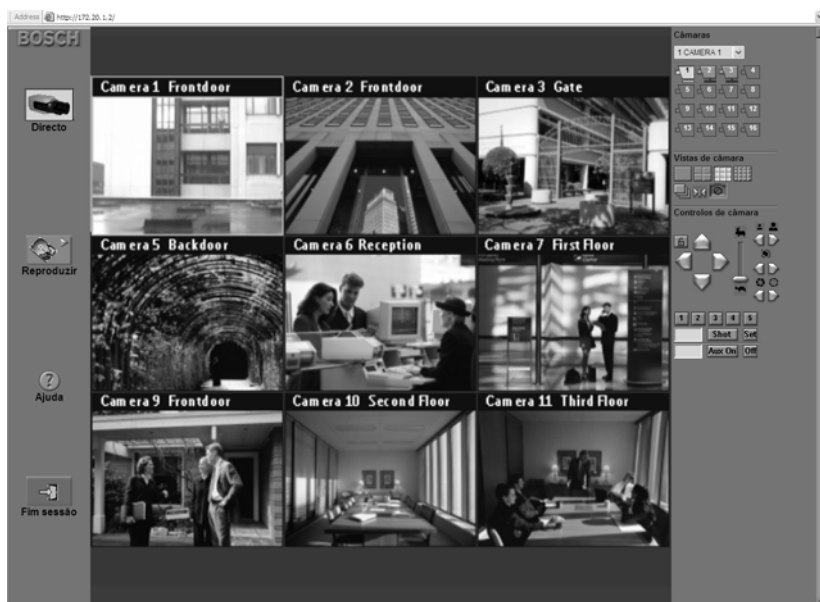 Address http://172.20.1.2/
BOSCH
Directo
Reproduzir
Ajuda
Fim sessão
Camera 1 Frontdoor
Camera 2 Frontdoor
Camera 3 Gate
Camera 5 Backdoor
Camera 6 Reception
Camera 7 First Floor
Camera 9 Frontdoor
Camera 10 Second Floor
Camera 11 Third Floor
Câmaras
1 CAMERA 1
1 2 3 4
5 6 7 8
9 10 11 12
13 14 15 16
Vistas de câmara
Controlos de câmara
1 2 3 4 5
Shot Set
Aux On Off